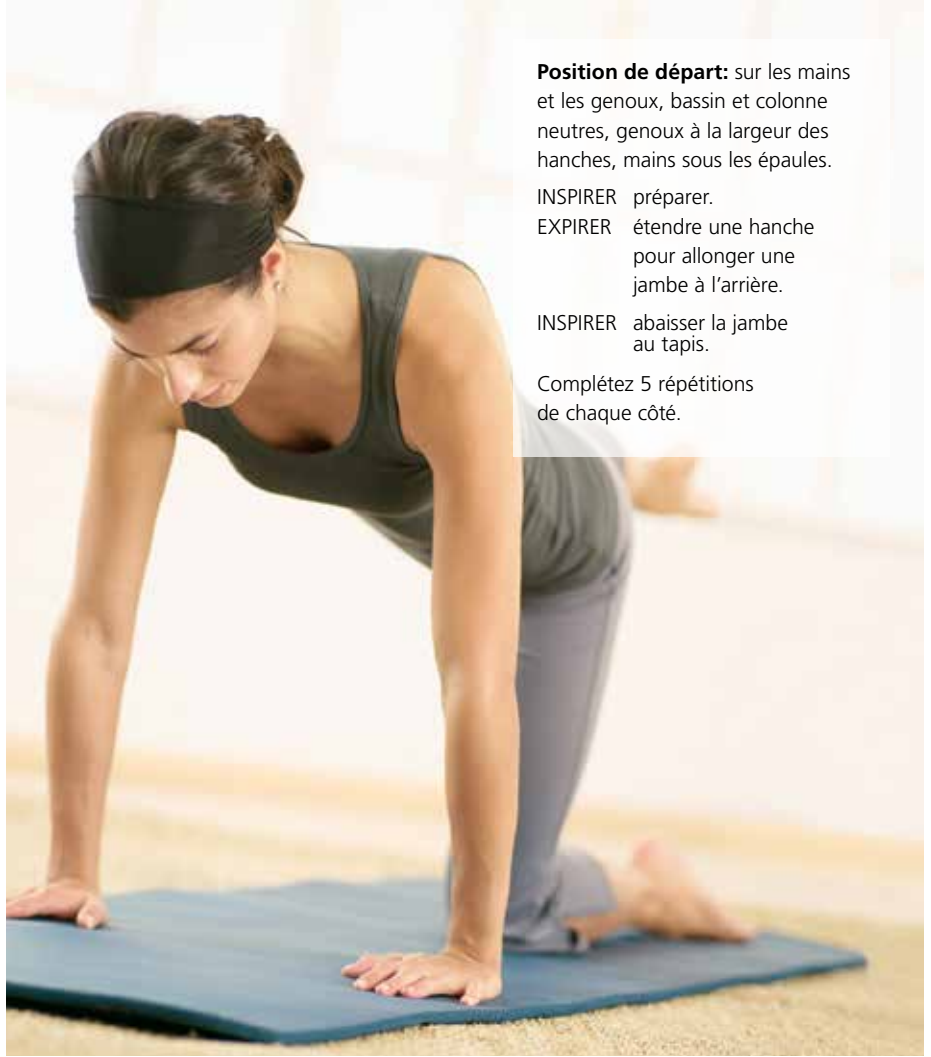 Position de départ: sur les mains
et les genoux, bassin et colonne
neutres, genoux à la largeur des
hanches, mains sous les épaules.
INSPIRER préparer.
EXPIRER étendre une hanche
pour allonger une
jambe à l’arrière.
INSPIRER abaisser la jambe
au tapis.
Complétez 5 répétitions
de chaque côté.